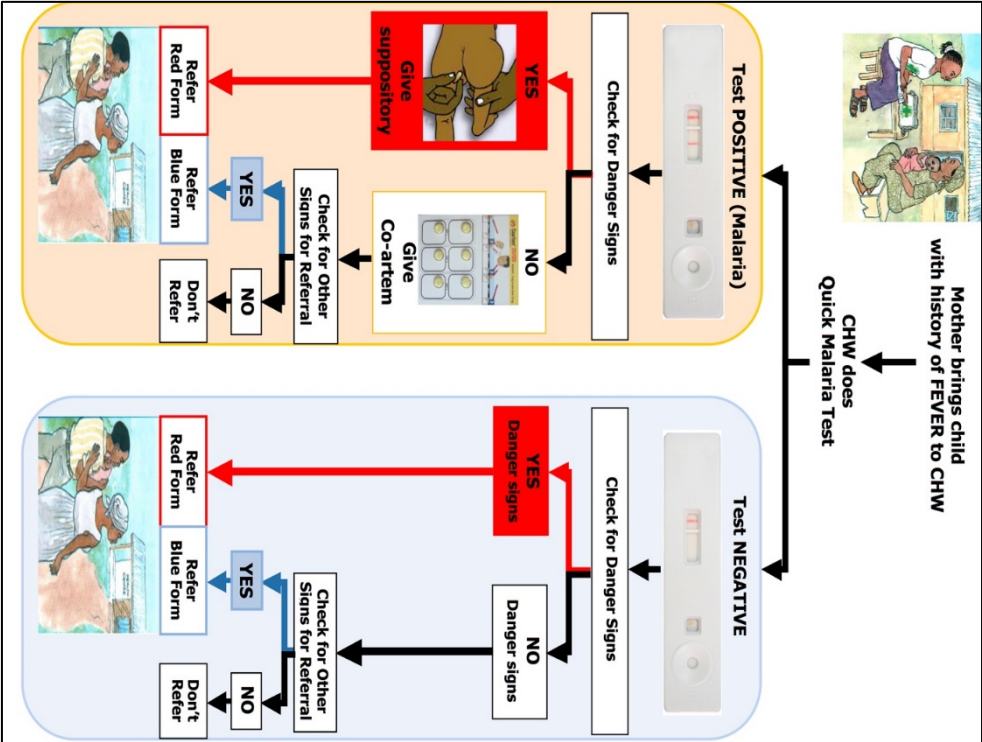 Mother brings child
with history of FEVER to CHW
CHW does
Quick Malaria Test
Test POSITIVE (Malaria)
Check for Danger Signs
YES
Give
suppository
NO
Give
Co-artem
Check for Other
Signs for Referral
YES
NO
Refer
Red Form
Refer
Blue Form
Don't
Refer
Test NEGATIVE
Check for Danger Signs
YES
Danger signs
NO
Danger signs
Check for Other
Signs for Referral
YES
NO
Refer
Red Form
Refer
Blue Form
Don't
Refer